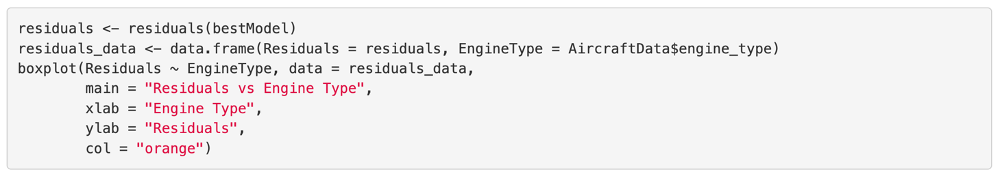 residuals <- residuals(bestModel)
residuals_data <- data.frame(Residuals = residuals, EngineType = AircraftData$engine_type)
boxplot(Residuals ~ EngineType, data = residuals_data,
        main = "Residuals vs Engine Type",
        xlab = "Engine Type",
        ylab = "Residuals",
        col = "orange")